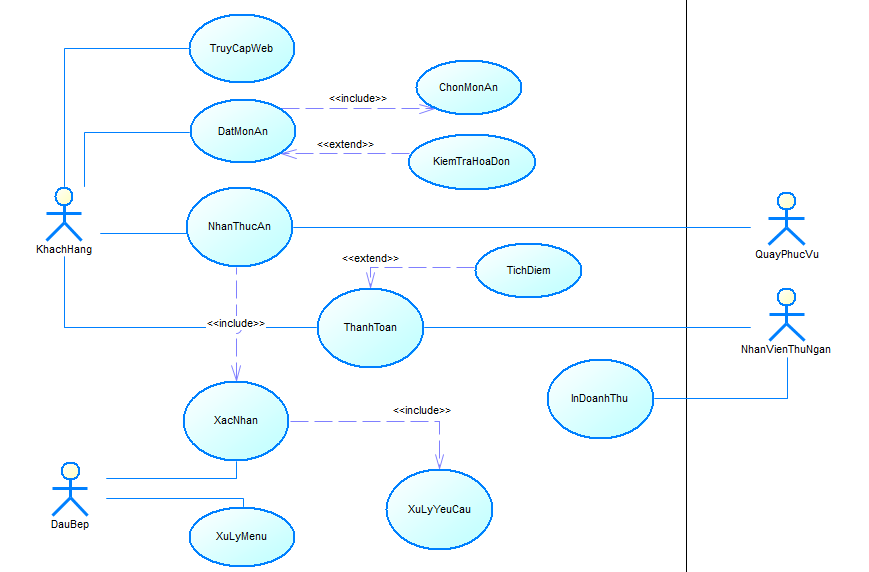 TruyCapWeb
ChonMonAn
<<include>>
DatMonAn
<<extend>>
KiemTraHoaDon
KhachHang
NhanThucAn
QuayPhucVu
<<extend>>
TichDiem
<<include>>
ThanhToan
NhanVienThuNgan
InDoanhThu
<<include>>
XacNhan
XuLyYeuCau
DauBep
XuLyMenu